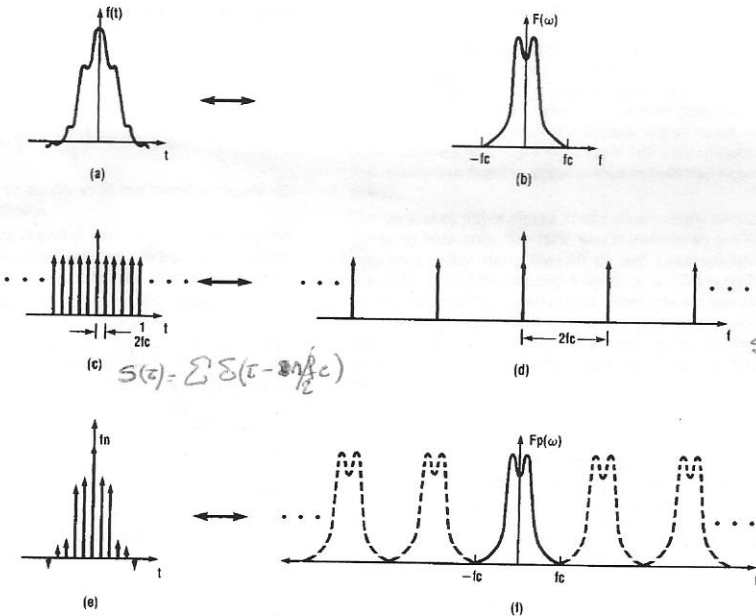 f(t)
F(ω)
t
−fc
fc
f
(a)
(b)
t
1
2fc
2fc
f
(c)
(d)
fn
Fp(ω)
t
−fc
fc
(e)
(f)